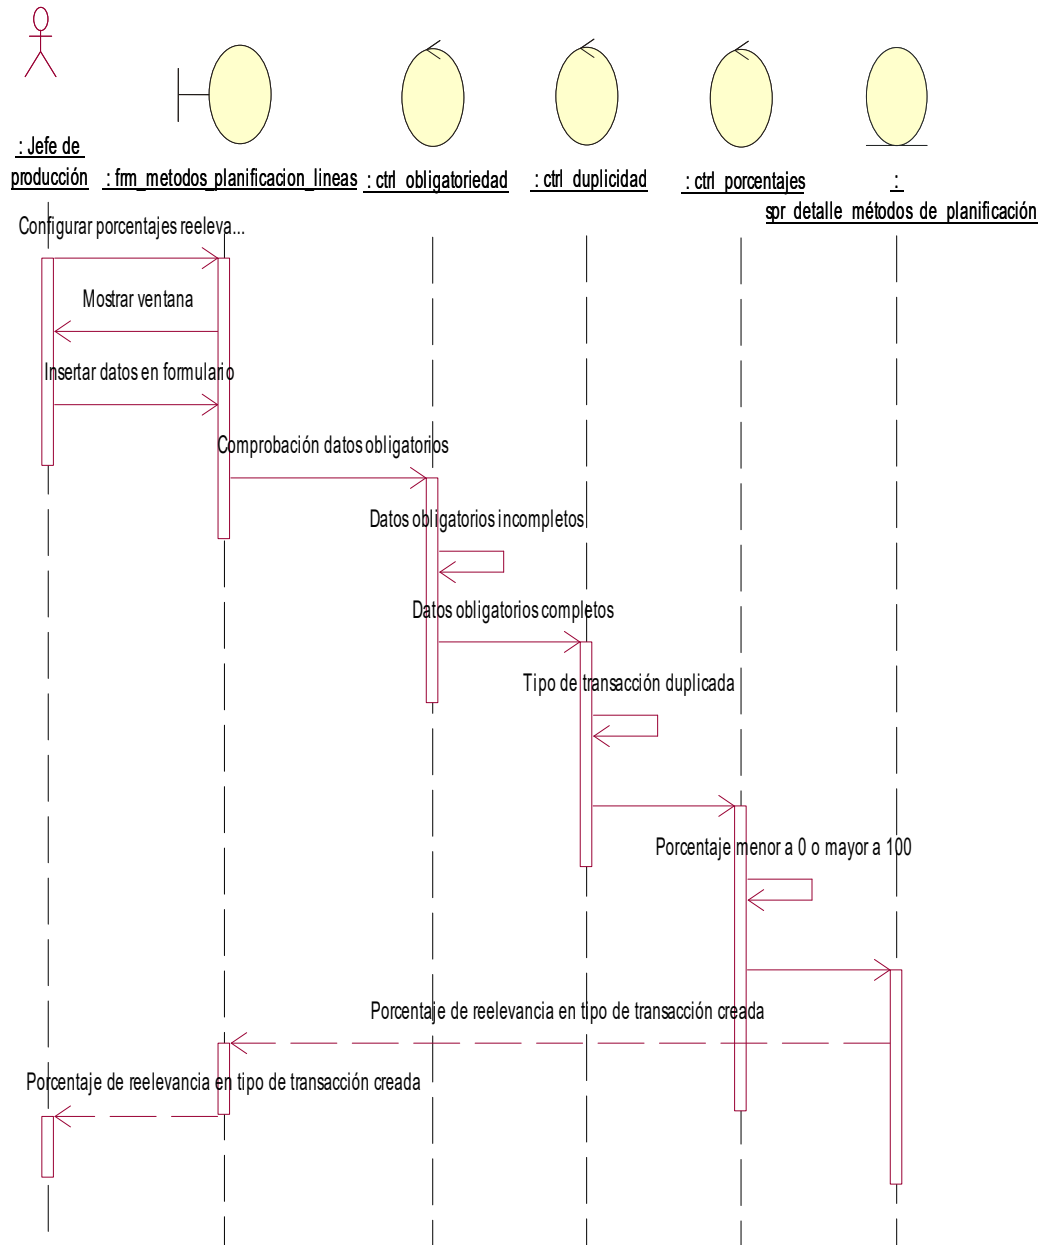 : Jefe de
producción
: frm_metodos_planificacion_lineas
: ctrl_obligatoriedad
: ctrl_duplicidad
: ctrl_porcentajes
:
spr_detalle_métodos_de_planificación
Configurar porcentajes reeleva...
Mostrar ventana
Insertar datos en formulario
Comprobación datos obligatorios
Datos obligatorios incompletos
Datos obligatorios completos
Tipo de transacción duplicada
Porcentaje menor a 0 o mayor a 100
Porcentaje de reelevancia en tipo de transacción creada
Porcentaje de reelevancia en tipo de transacción creada